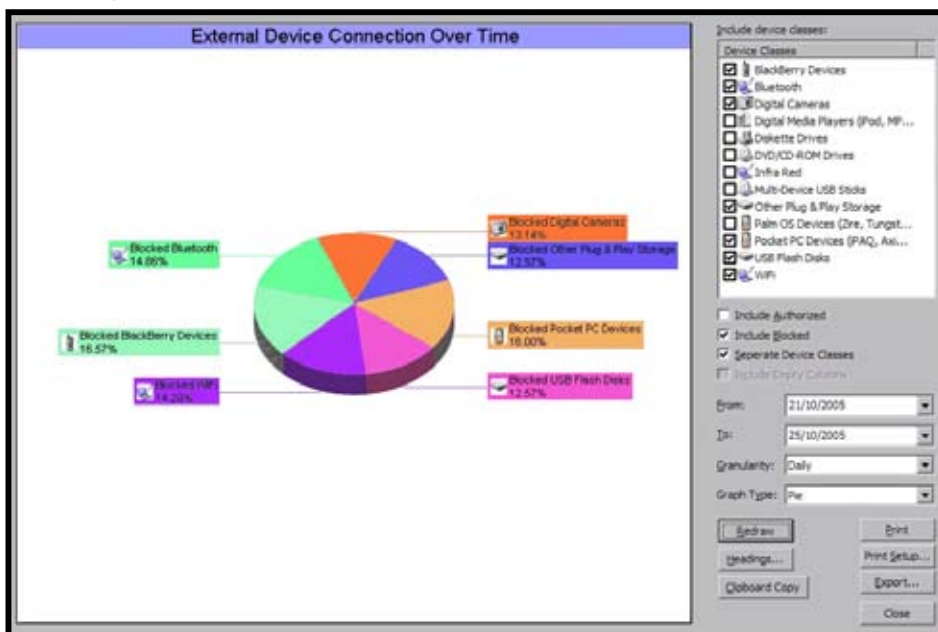 External Device Connection Over Time
Blocked Digital Cameras
13.14%
Blocked Other Plug & Play Storage
12.57%
Blocked Bluetooth
14.86%
Blocked Pocket PC Devices
16.00%
Blocked BlackBerry Devices
16.57%
Blocked USB Flash Disks
12.57%
Blocked WiFi
14.29%
Include device classes:
Device Classes
BlackBerry Devices
Bluetooth
Digital Cameras
Digital Media Players (iPod, MP...
Diskette Drives
DVD/CD-ROM Drives
Infra Red
Multi-Device USB Sticks
Other Plug & Play Storage
Palm OS Devices (Zire, Tungst...
Pocket PC Devices (iPAQ, Axi...
USB Flash Disks
WiFi
Include Authorized
Include Blocked
Seperate Device Classes
Include Empty Columns
From: 21/10/2005
To: 25/10/2005
Granularity: Daily
Graph Type: Pie
Redraw
Print
Headings...
Print Setup...
Clipboard Copy
Export...
Close